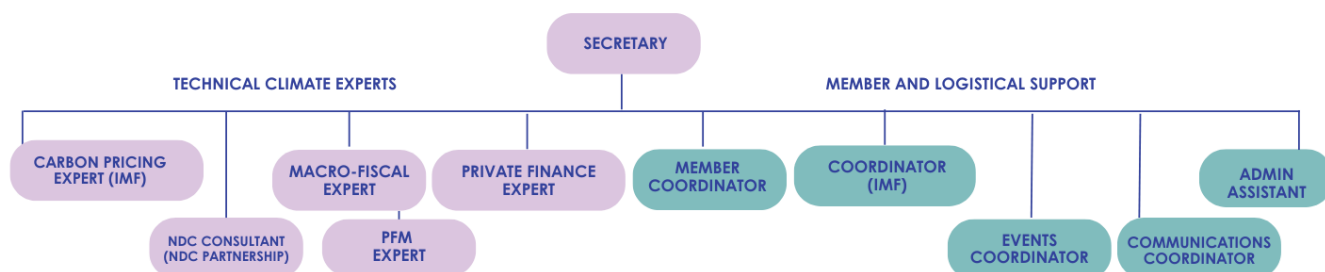 SECRETARY
TECHNICAL CLIMATE EXPERTS
MEMBER AND LOGISTICAL SUPPORT
CARBON PRICING
EXPERT (IMF)
MACRO-FISCAL
EXPERT
PRIVATE FINANCE
EXPERT
MEMBER
COORDINATOR
COORDINATOR
(IMF)
ADMIN
ASSISTANT
NDC CONSULTANT
(NDC PARTNERSHIP)
PFM
EXPERT
EVENTS
COORDINATOR
COMMUNICATIONS
COORDINATOR